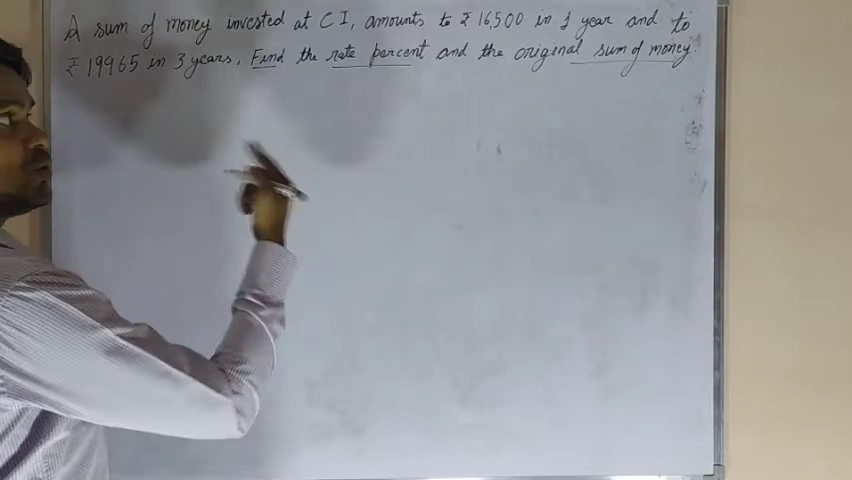 A sum of money invested at C I, amounts to ₹ 16,500 in 1 year and to
₹ 19965 in 3 years. Find the rate percent and the original sum of money.